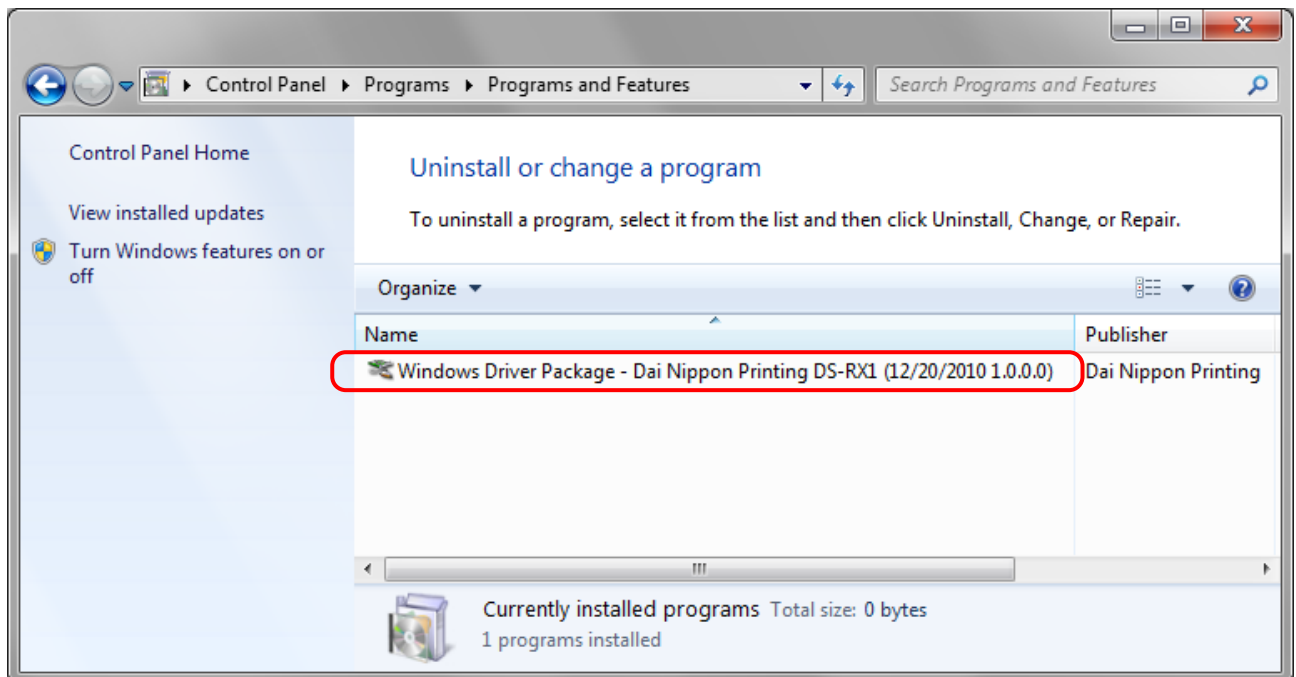 Control Panel Programs Programs and Features Search Programs and Features
Control Panel Home
View installed updates
Turn Windows features on or
off
Uninstall or change a program
To uninstall a program, select it from the list and then click Uninstall, Change, or Repair.
Organize
Name Publisher
Windows Driver Package - Dai Nippon Printing DS-RX1 (12/20/2010 1.0.0.0) Dai Nippon Printing
Currently installed programs Total size: 0 bytes
1 programs installed